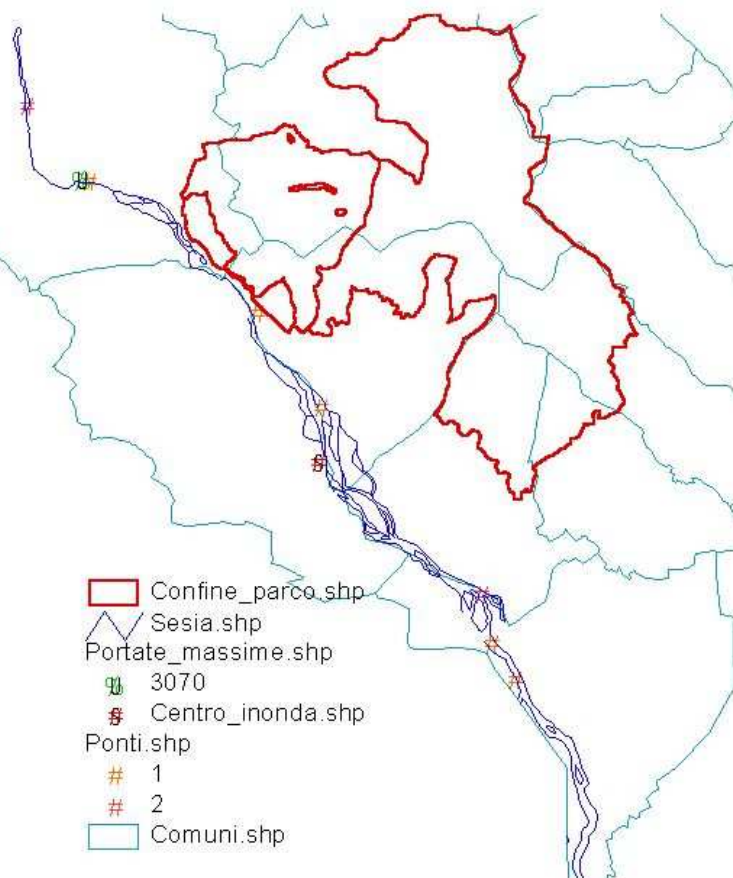 Confine_parco.shp
Sesia.shp
Portate_massime.shp
3070
Centro_inonda.shp
Ponti.shp
# 1
# 2
Comuni.shp